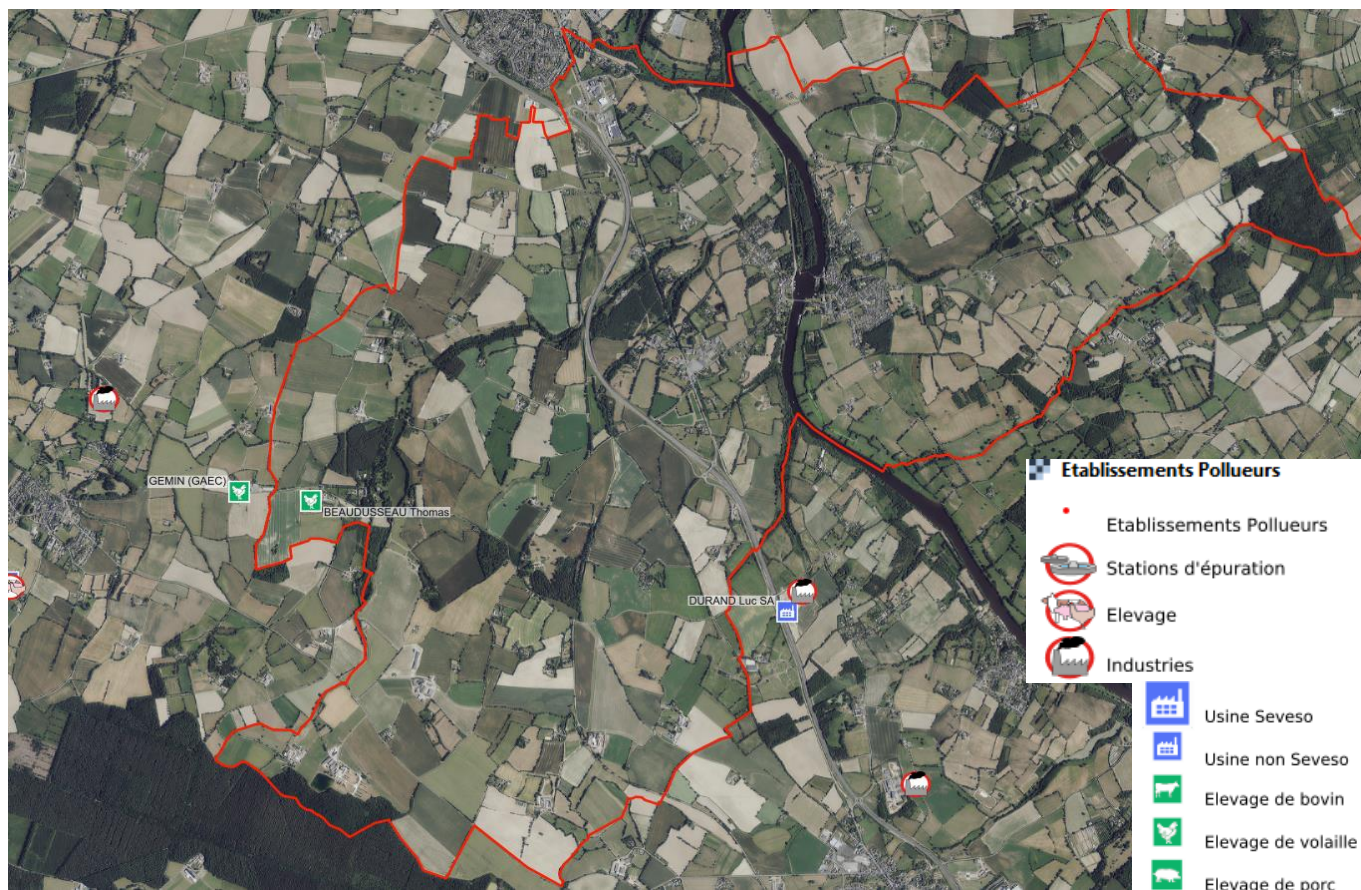 GEMIN (GAEC)
BEAUDUSSEAU Thomas
DURAND Luc SA
Etablissements Pollueurs
Etablissements Pollueurs
Stations d'épuration
Elevage
Industries
Usine Seveso
Usine non Seveso
Elevage de bovin
Elevage de volaille
Elevage de porc